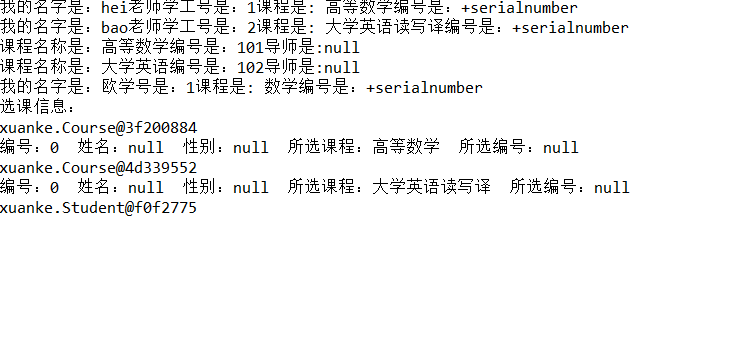 我的名字是：hei老师学工号是：1课程是: 高等数学编号是：+serialnumber
我的名字是：bao老师学工号是：2课程是: 大学英语读写译编号是：+serialnumber
课程名称是：高等数学编号是：101导师是:null
课程名称是：大学英语编号是：102导师是:null
我的名字是：欧学号是：1课程是: 数学编号是：+serialnumber
选课信息：
xuanke.Course@3f200884
编号：0  姓名：null  性别：null  所选课程：高等数学  所选编号：null
xuanke.Course@4d339552
编号：0  姓名：null  性别：null  所选课程：大学英语读写译  所选编号：null
xuanke.Student@f0f2775